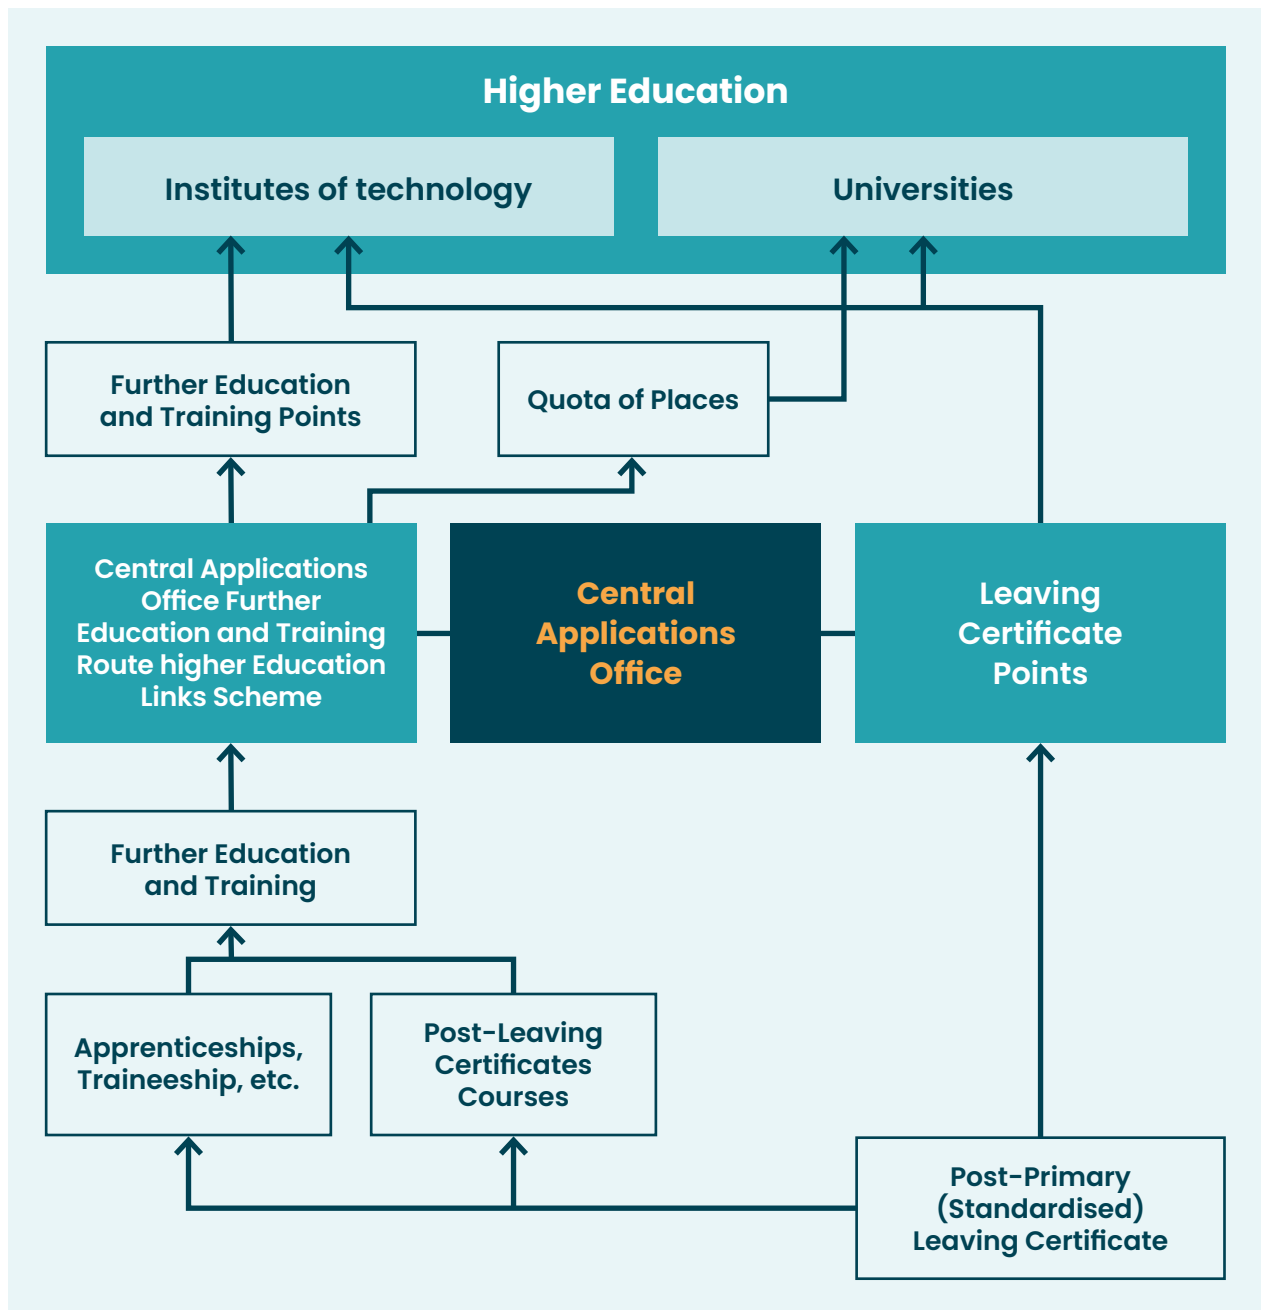 Higher Education
Institutes of technology
Universities
Further Education
and Training Points
Quota of Places
Central Applications
Office Further
Education and Training
Route higher Education
Links Scheme
Central
Applications
Office
Leaving
Certificate
Points
Further Education
and Training
Apprenticeships,
Traineeship, etc.
Post-Leaving
Certificates
Courses
Post-Primary
(Standardised)
Leaving Certificate